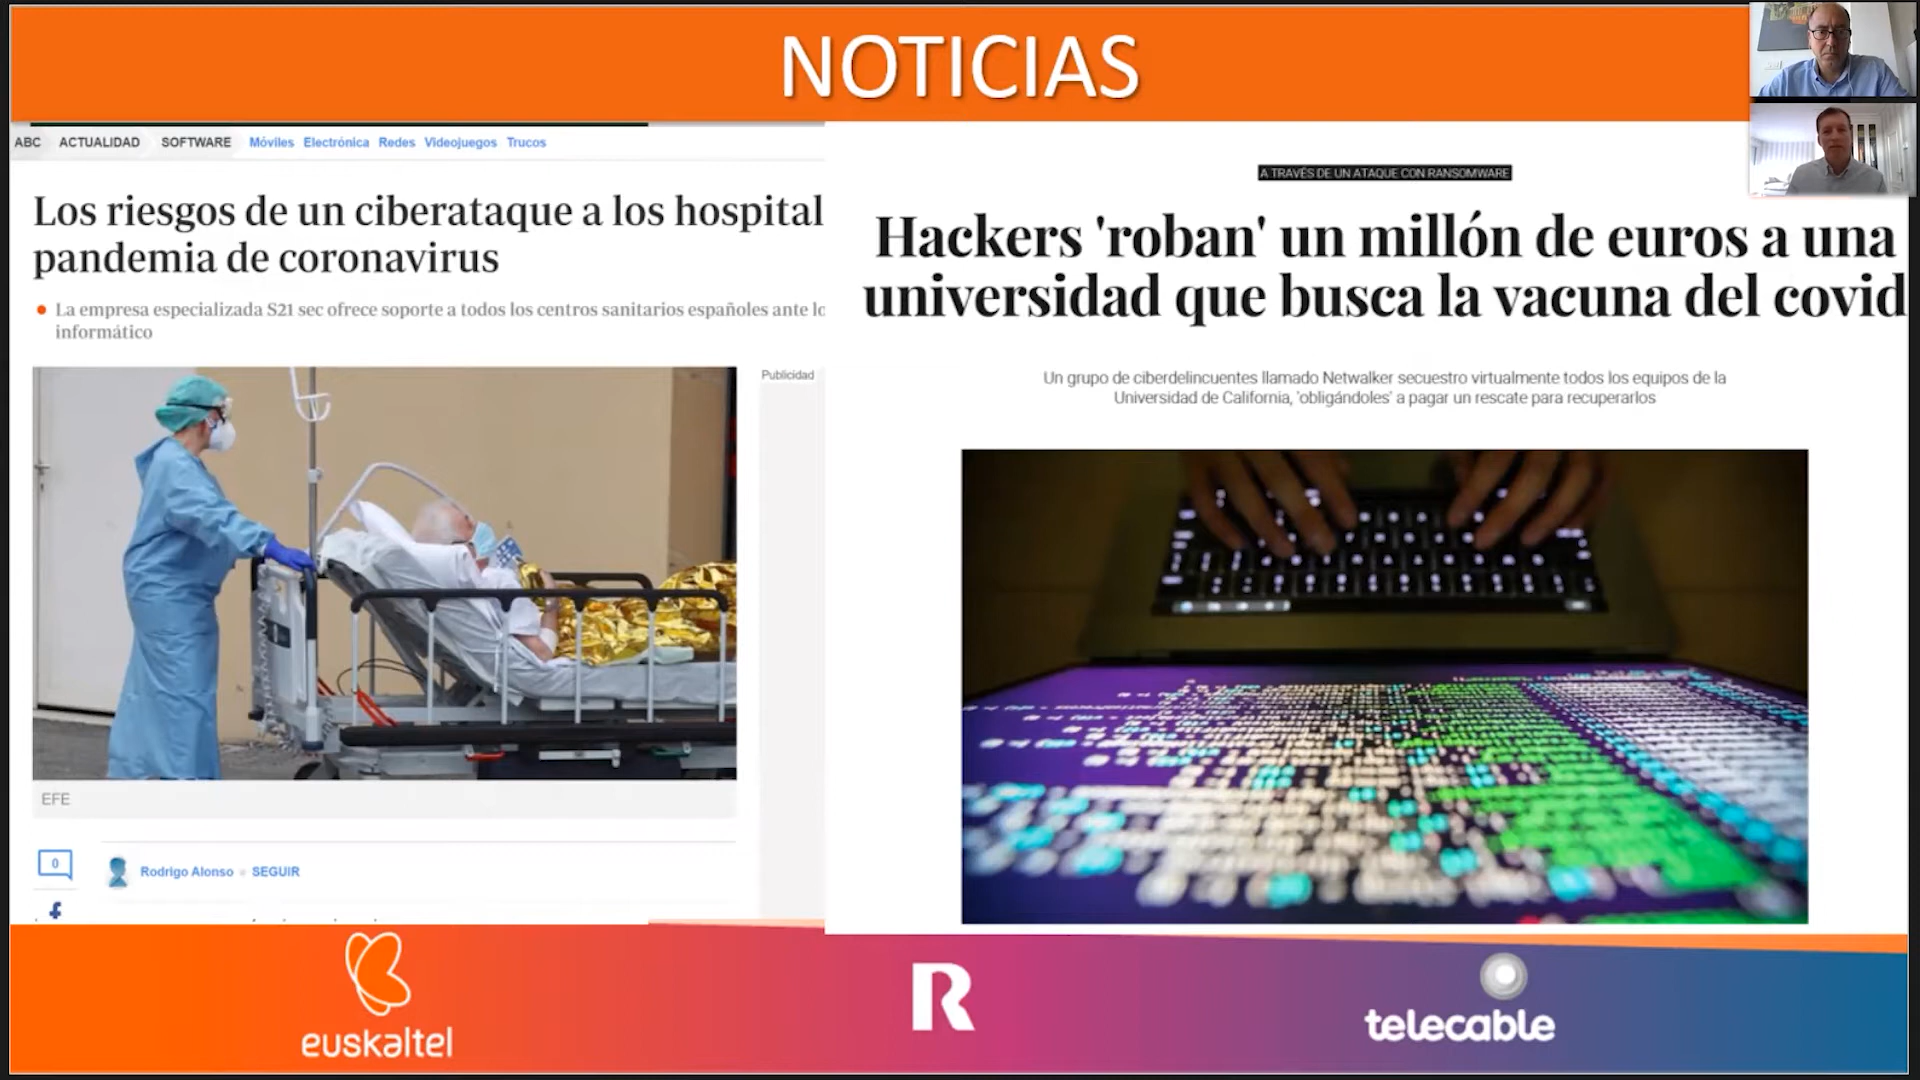 NOTICIAS
ABC ACTUALIDAD SOFTWARE Móviles Electrónica Redes Videojuegos Trucos
Los riesgos de un ciberataque a los hospital
pandemia de coronavirus
La empresa especializada S21 sec ofrece soporte a todos los centros sanitarios españoles ante lo
informático
Publicidad
EFE
0
Rodrigo Alonso SEGUIR
A TRAVÉS DE UN ATAQUE CON RANSOMWARE
Hackers 'roban' un millón de euros a una
universidad que busca la vacuna del covid
Un grupo de ciberdelincuentes llamado Netwalker secuestro virtualmente todos los equipos de la
Universidad de California, 'obligándoles' a pagar un rescate para recuperarlos
euskaltel
R
telecable